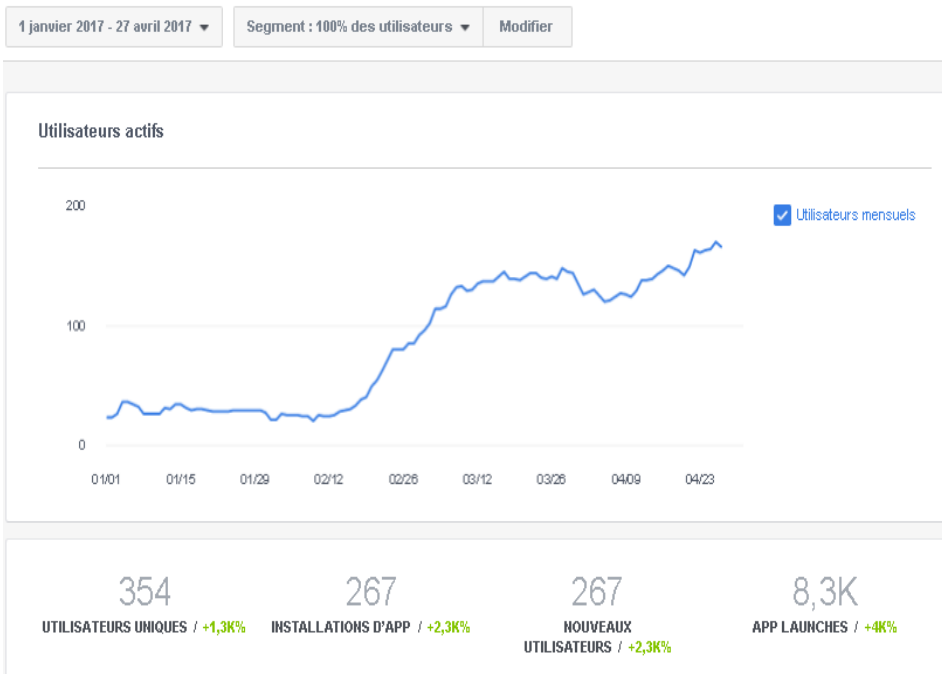 1 janvier 2017 - 27 avril 2017
Segment : 100% des utilisateurs
Modifier
Utilisateurs actifs
200
100
0
Utilisateurs mensuels
01/01 01/15 01/29 02/12 02/26 03/12 03/26 04/09 04/23
354
UTILISATEURS UNIQUES / +1,3K%
267
INSTALLATIONS D'APP / +2,3K%
267
NOUVEAUX
UTILISATEURS / +2,3K%
8,3K
APP LAUNCHES / +4K%